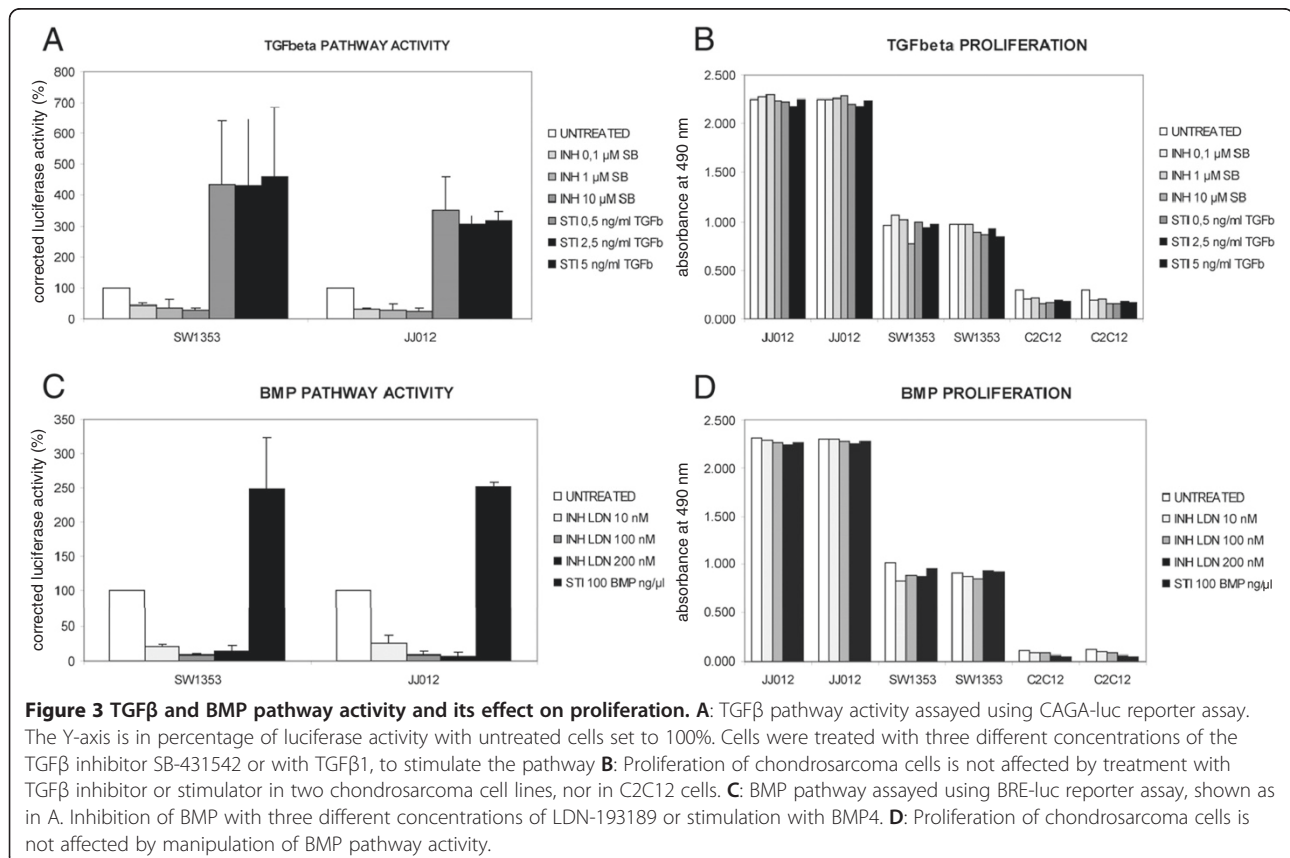 A
TGFbeta PATHWAY ACTIVITY
corrected luciferase activity (%)
800
700
600
500
400
300
200
100
0
SW1353
JJ012
UNTREATED
INH 0,1 µM SB
INH 1 µM SB
INH 10 µM SB
STI 0,5 ng/ml TGFb
STI 2,5 ng/ml TGFb
STI 5 ng/ml TGFb
B
TGFbeta PROLIFERATION
absorbance at 490 nm
2.500
2.000
1.500
1.000
0.500
0.000
JJ012
JJ012
SW1353
SW1353
C2C12
C2C12
UNTREATED
INH 0,1 µM SB
INH 1 µM SB
INH 10 µM SB
STI 0,5 ng/ml TGFb
STI 2,5 ng/ml TGFb
STI 5 ng/ml TGFb
C
BMP PATHWAY ACTIVITY
corrected luciferase activity (%)
350
300
250
200
150
100
50
0
SW1353
JJ012
UNTREATED
INH LDN 10 nM
INH LDN 100 nM
INH LDN 200 nM
STI 100 BMP ng/µl
D
BMP PROLIFERATION
absorbance at 490 nm
2.500
2.000
1.500
1.000
0.500
0.000
JJ012
JJ012
SW1353
SW1353
C2C12
C2C12
UNTREATED
INH LDN 10 nM
INH LDN 100 nM
INH LDN 200 nM
STI 100 BMP ng/µl
Figure 3 TGFβ and BMP pathway activity and its effect on proliferation. A: TGFβ pathway activity assayed using CAGA-luc reporter assay.
The Y-axis is in percentage of luciferase activity with untreated cells set to 100%. Cells were treated with three different concentrations of the
TGFβ inhibitor SB-431542 or with TGFβ1, to stimulate the pathway B: Proliferation of chondrosarcoma cells is not affected by treatment with
TGFβ inhibitor or stimulator in two chondrosarcoma cell lines, nor in C2C12 cells. C: BMP pathway assayed using BRE-luc reporter assay, shown as
in A. Inhibition of BMP with three different concentrations of LDN-193189 or stimulation with BMP4. D: Proliferation of chondrosarcoma cells is
not affected by manipulation of BMP pathway activity.